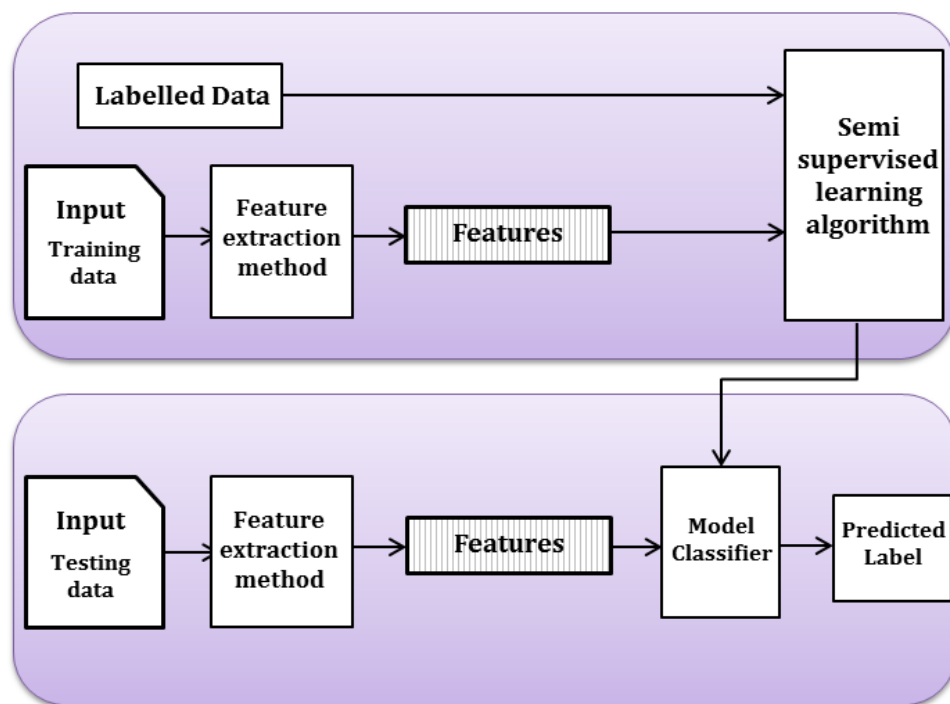 Labelled Data
Semi
supervised
learning
algorithm
Input
Training
data
Feature
extraction
method
Features
Input
Testing
data
Feature
extraction
method
Features
Model
Classifier
Predicted
Label